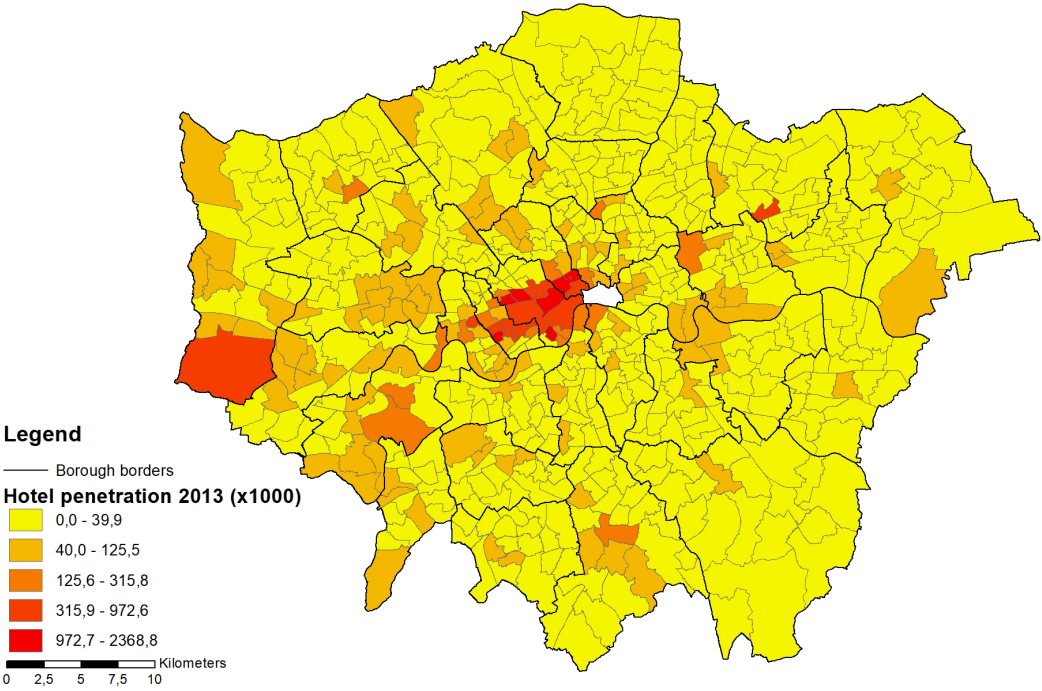 Legend
Borough borders
Hotel penetration 2013 (x1000)
0,0 - 39,9
40,0 - 125,5
125,6 - 315,8
315,9 - 972,6
972,7 - 2368,8
Kilometers
0 2,5 5 7,5 10